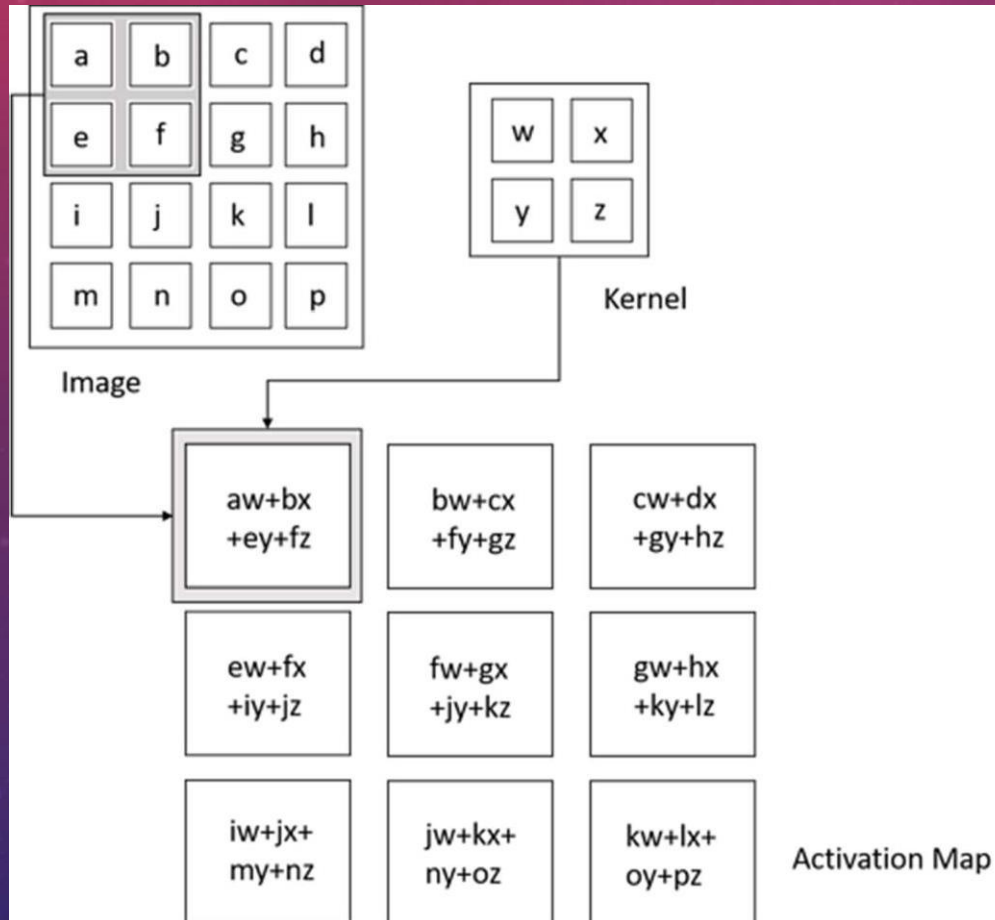 a b c d
e f g h
i j k l
m n o p
Image
w x
y z
Kernel
aw+bx
+ey+fz
bw+cx
+fy+gz
cw+dx
+gy+hz
ew+fx
+iy+jz
fw+gx
+jy+kz
gw+hx
+ky+lz
iw+jx+
my+nz
jw+kx+
ny+oz
kw+lx+
oy+pz
Activation Map